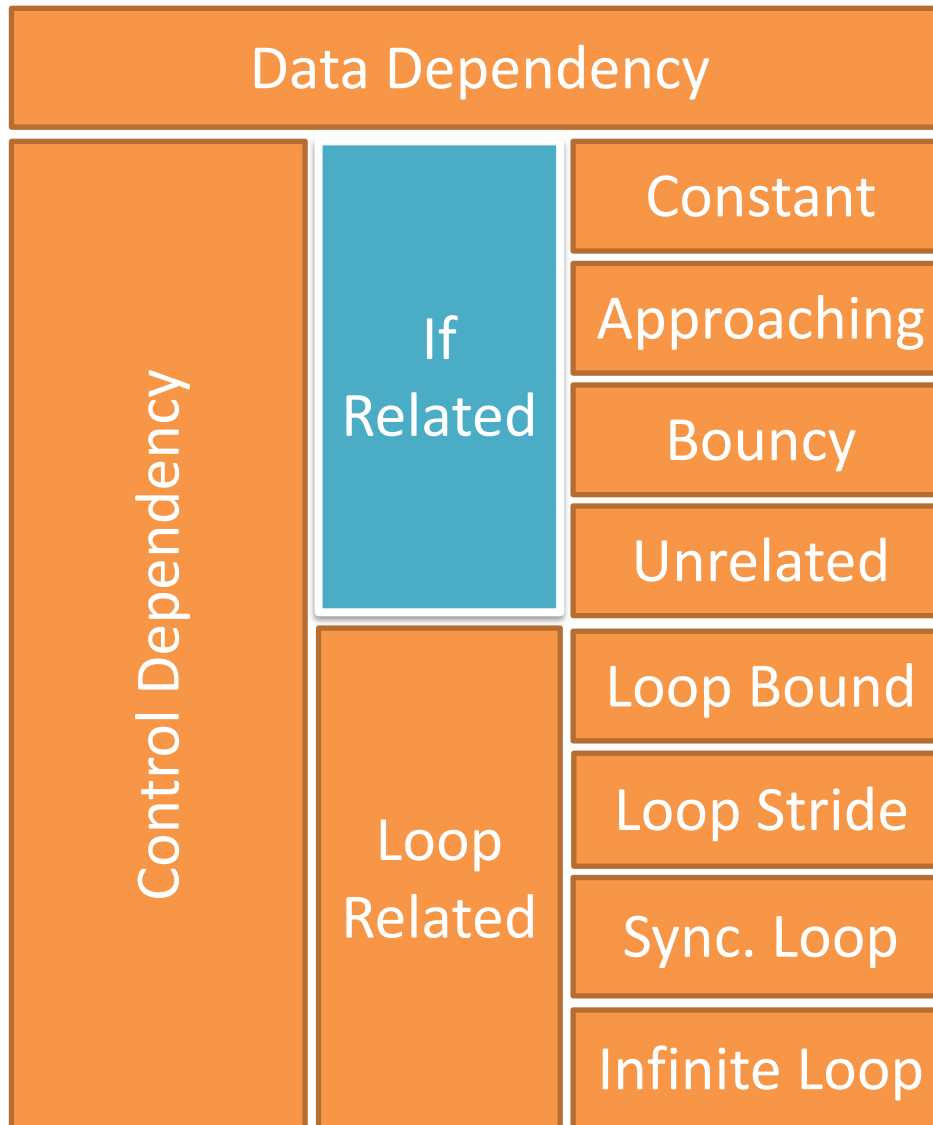 Data Dependency
Control Dependency
If
Related
Constant
Approaching
Bouncy
Unrelated
Loop
Related
Loop Bound
Loop Stride
Sync. Loop
Infinite Loop